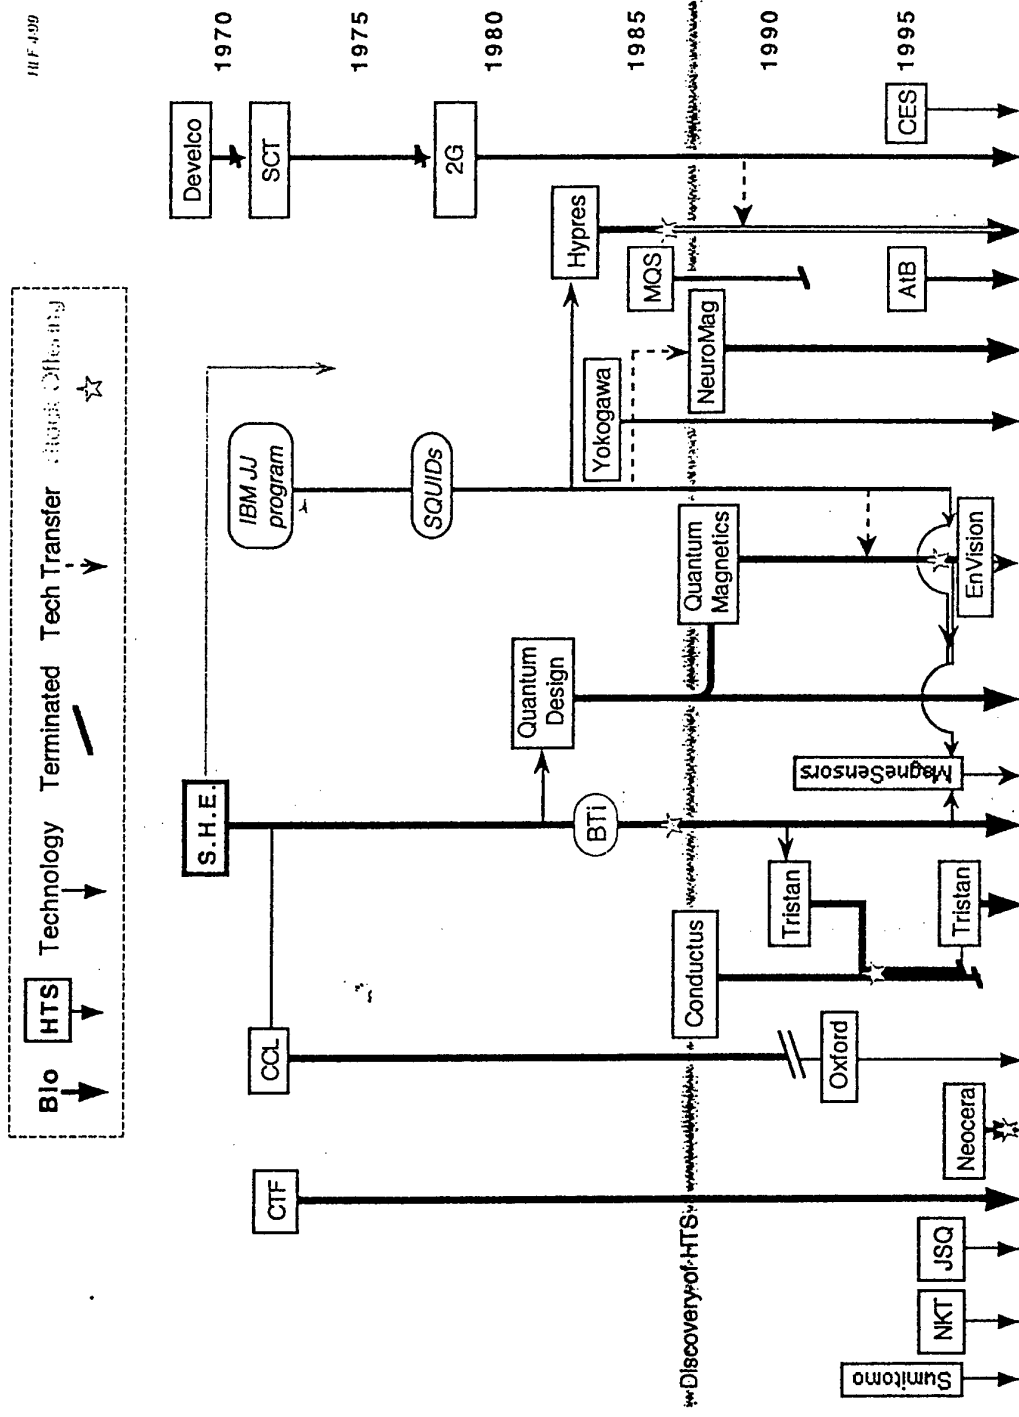 Bio
HTS
Technology
Terminated
Tech Transfer
Stock Offering
1970
1975
1980
1985
1990
1995
Develco
SCT
2G
CES
Hypres
MQS
AtB
NeuroMag
Yokogawa
IBM JJ
program
SQUIDs
Quantum
Magnetics
EnVision
Quantum
Design
S.H.E.
BTi
MagneSensors
Tristan
Tristan
Conductus
CCL
Oxford
Neocera
CTF
JSQ
NKT
Sumitomo
Discovery of HTS